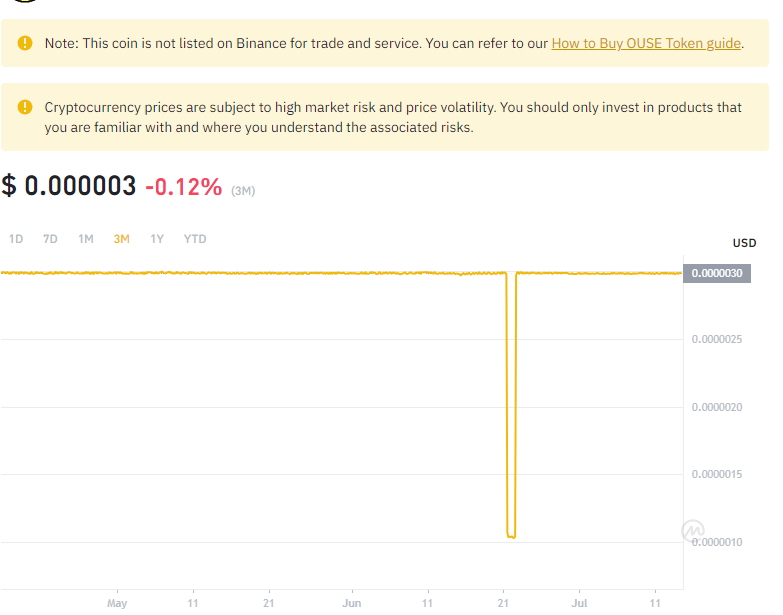 Note: This coin is not listed on Binance for trade and service. You can refer to our How to Buy OUSE Token guide.
Cryptocurrency prices are subject to high market risk and price volatility. You should only invest in products that
you are familiar with and where you understand the associated risks.
$ 0.000003 -0.12% (3M)
1D 7D 1M 3M 1Y YTD
USD
0.0000030
0.0000025
0.0000020
0.0000015
0.0000010
May 11 21 Jun 11 21 Jul 11